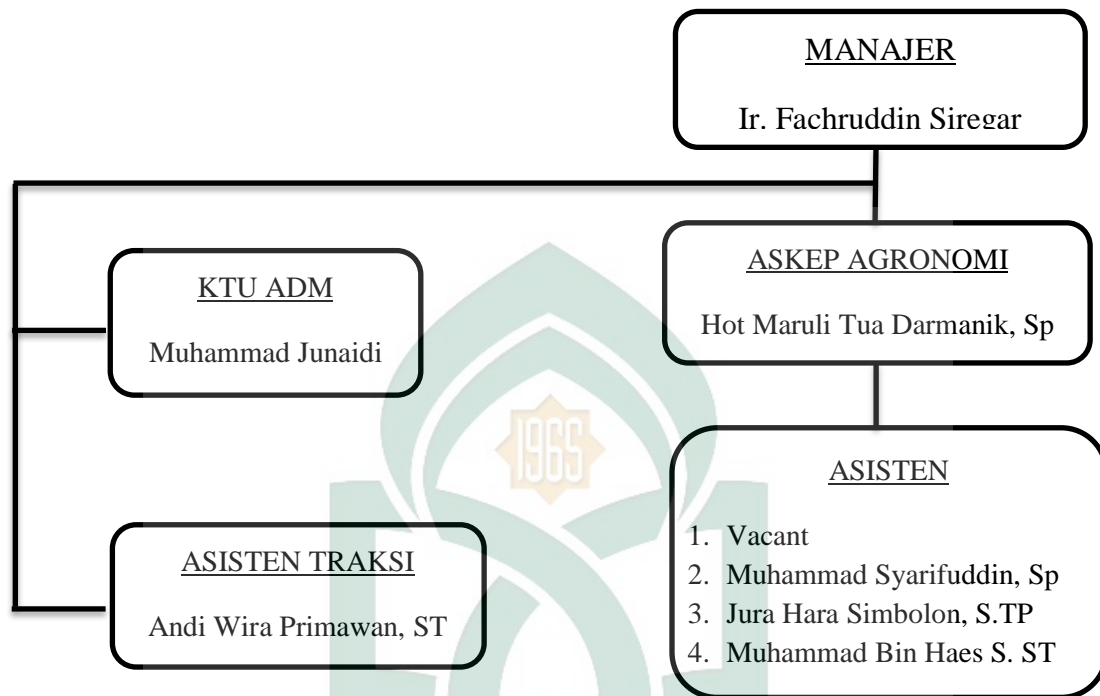 MANAJER
Ir. Fachruddin Siregar
KTU ADM
Muhammad Junaidi
ASKEP AGRONOMI
Hot Maruli Tua Darmanik, Sp
ASISTEN TRAKSI
Andi Wira Primawan, ST
ASISTEN
1. Vacant
2. Muhammad Syarifuddin, Sp
3. Jura Hara Simbolon, S.TP
4. Muhammad Bin Haes S. ST
1965